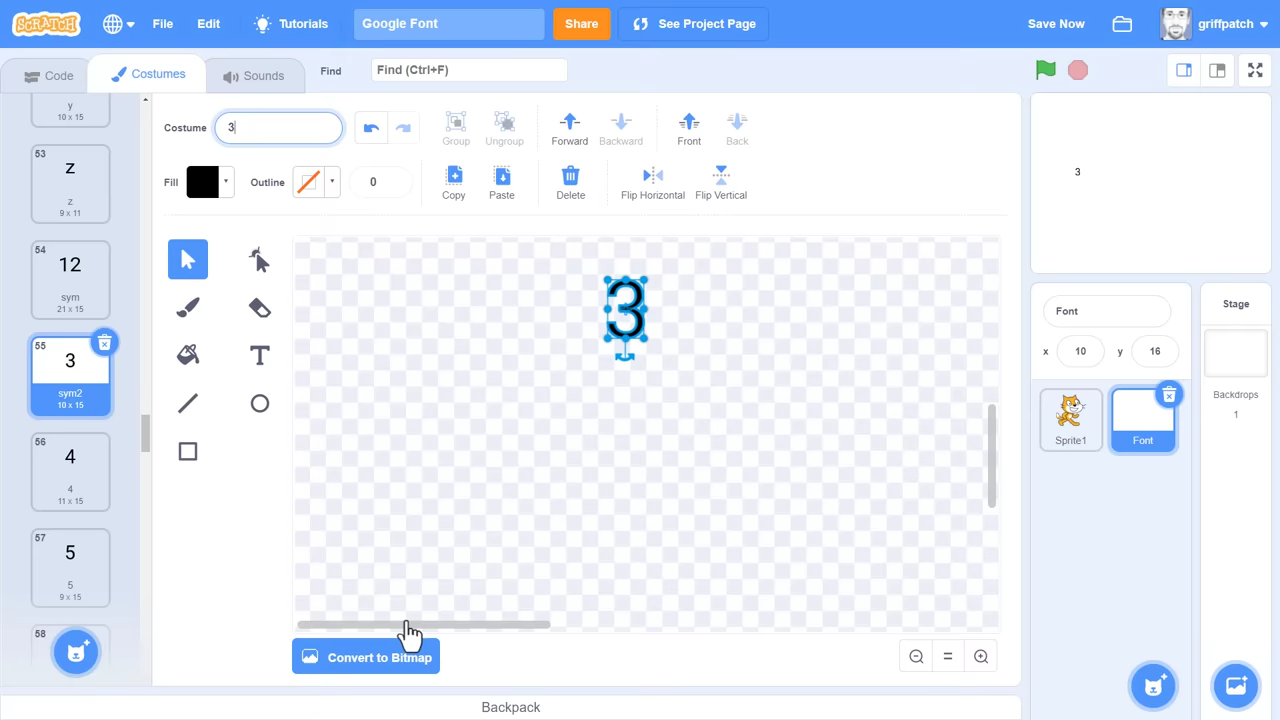 SCRATCH File Edit Tutorials Google Font Share See Project Page Save Now griffpatch
Code Costumes Sounds Find Find (Ctrl+F)
y
10 x 15
53
z
z
9 x 11
54
12
sym
21 x 15
55
3
sym2
10 x 15
56
4
4
11 x 15
57
5
5
9 x 15
58
Costume 3 Group Ungroup Forward Backward Front Back
Fill Outline 0 Copy Paste Delete Flip Horizontal Flip Vertical
T
3
Convert to Bitmap
Backpack
3
Font
x 10 y 16
Sprite1 Font
Stage
Backdrops
1